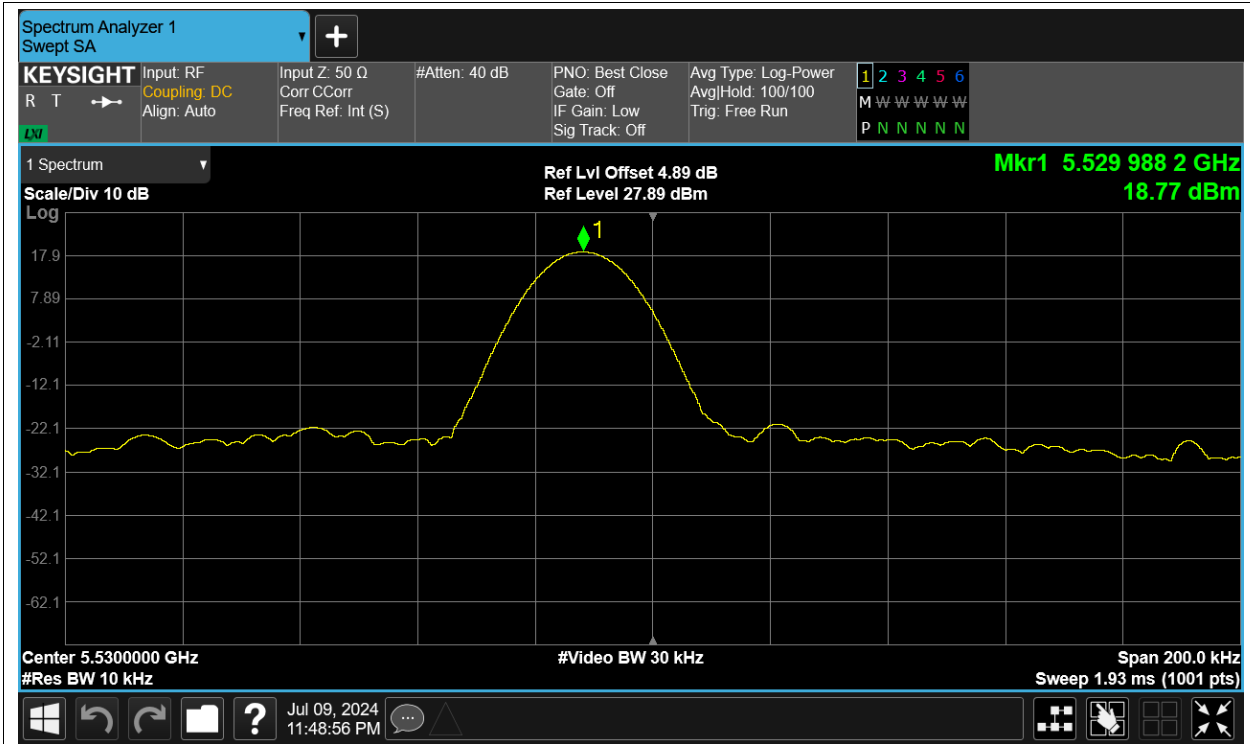 Spectrum Analyzer 1
Swept SA
KEYSIGHT
R T
LXI
Input: RF
Coupling: DC
Align: Auto
Input Z: 50 Ω
Corr CCorr
Freq Ref: Int (S)
#Atten: 40 dB
PNO: Best Close
Gate: Off
IF Gain: Low
Sig Track: Off
Avg Type: Log-Power
Avg|Hold: 100/100
Trig: Free Run
1 2 3 4 5 6
M W W W W W
P N N N N N
1 Spectrum
Scale/Div 10 dB
Log
Ref Lvl Offset 4.89 dB
Ref Level 27.89 dBm
Mkr1 5.529 988 2 GHz
18.77 dBm
1
17.9
7.89
-2.11
-12.1
-22.1
-32.1
-42.1
-52.1
-62.1
Center 5.5300000 GHz
#Res BW 10 kHz
#Video BW 30 kHz
Span 200.0 kHz
Sweep 1.93 ms (1001 pts)
?
Jul 09, 2024
11:48:56 PM